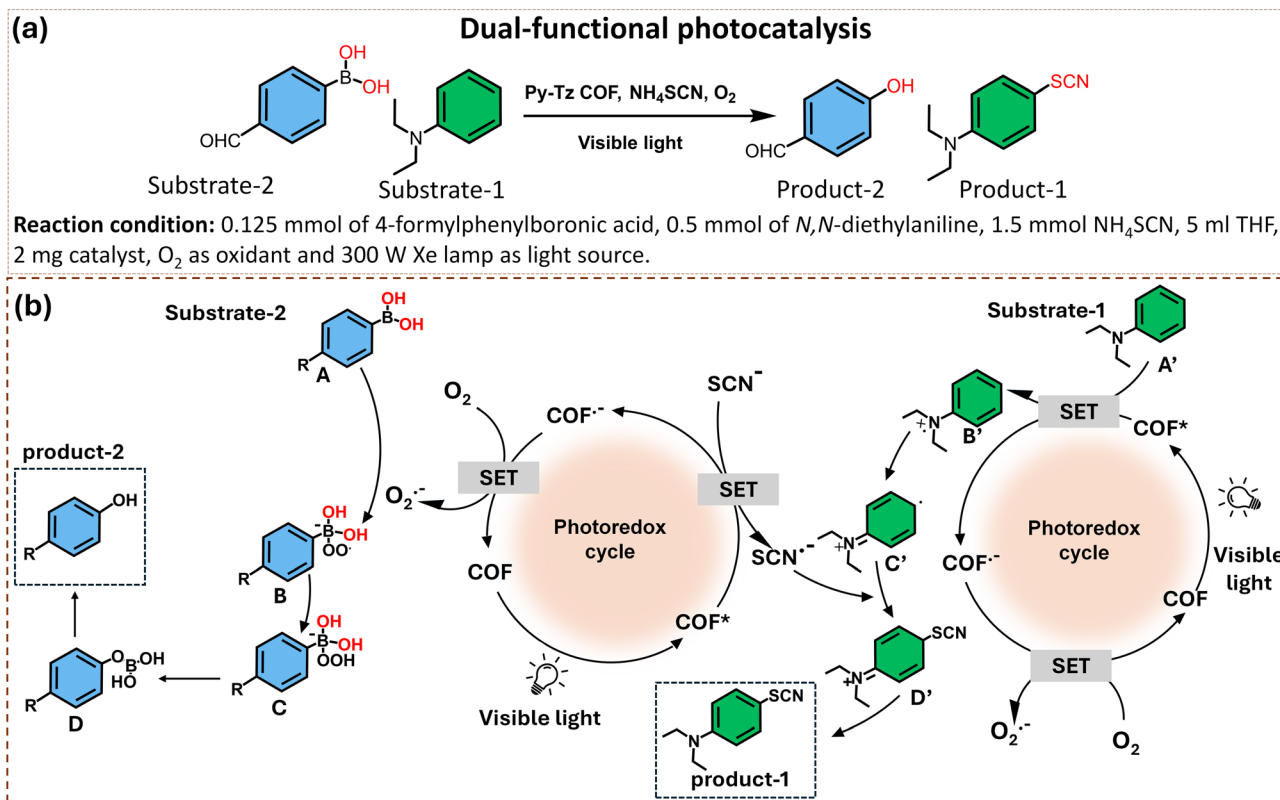 (a)
Dual-functional photocatalysis
OH
B
OH
OHC
Substrate-2
N
Substrate-1
Py-Tz COF, NH₄SCN, O₂
Visible light
OH
OHC
Product-2
SCN
N
Product-1
Reaction condition: 0.125 mmol of 4-formylphenylboronic acid, 0.5 mmol of N,N-diethylaniline, 1.5 mmol NH₄SCN, 5 ml THF,
2 mg catalyst, O₂ as oxidant and 300 W Xe lamp as light source.
(b)
Substrate-2
OH
B
OH
R
A
product-2
OH
R
OH
-
B
OH
OO·
R
B
OH
-
B
OH
OOH
R
C
O
B
OH
HO
R
D
O₂
SET
O₂·-
COF·-
SCN-
SET
SCN·-
Photoredox
cycle
COF
COF*
Visible light
Substrate-1
N
A'
SET
COF*
N
+·
B'
·
N
+
C'
SCN
N
+
D'
SCN
N
product-1
COF·-
Photoredox
cycle
Visible
light
COF
SET
O₂·-
O₂